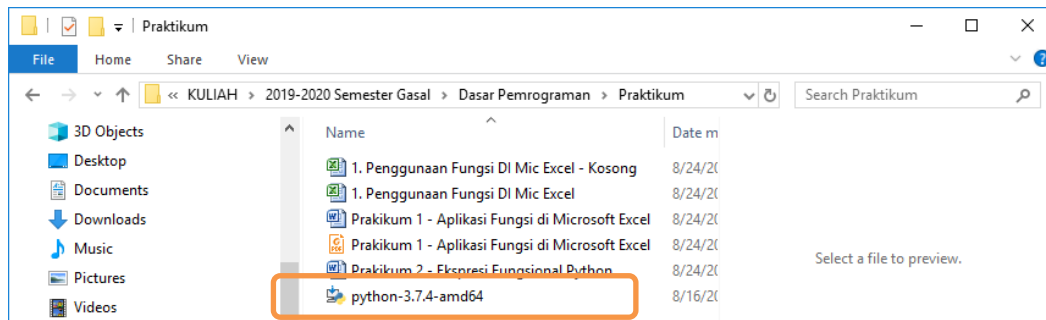 Praktikum
File Home Share View
« KULIAH > 2019-2020 Semester Gasal > Dasar Pemrograman > Praktikum Search Praktikum
3D Objects
Desktop
Documents
Downloads
Music
Pictures
Videos
Name Date m
1. Penggunaan Fungsi DI Mic Excel - Kosong 8/24/20
1. Penggunaan Fungsi DI Mic Excel 8/24/20
Prakikum 1 - Aplikasi Fungsi di Microsoft Excel 8/24/20
Prakikum 1 - Aplikasi Fungsi di Microsoft Excel 8/24/20
Prakikum 2 - Ekspresi Fungsional Python 8/24/20
python-3.7.4-amd64 8/16/20
Select a file to preview.